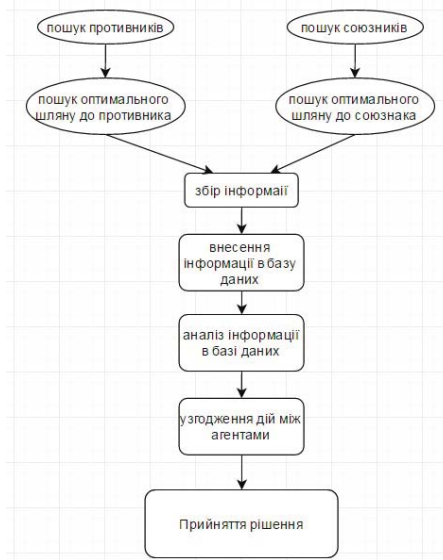 пошук противників
пошук союзників
пошук оптимального
шляну до противника
пошук оптимального
шляну до союзнака
збір інформаії
внесення
інформації в базу
даних
аналіз інформації
в базі даних
узгодження дій між
агентами
Прийняття рішення